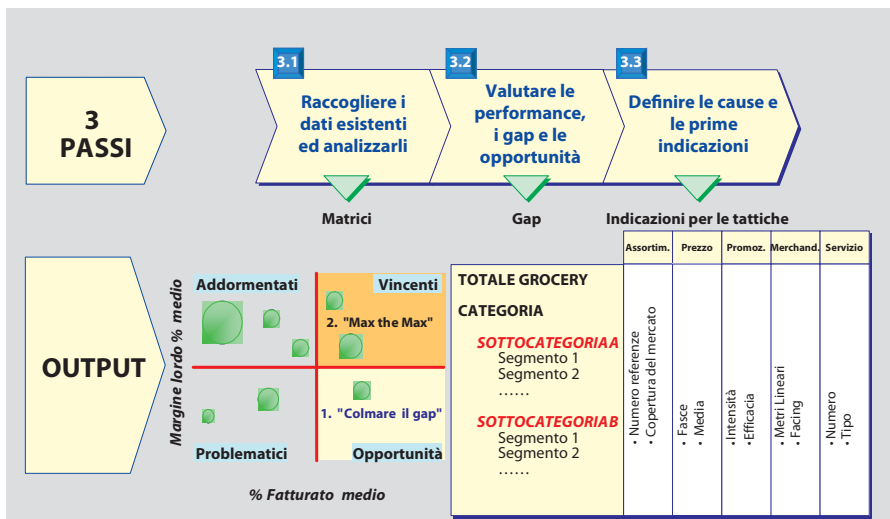 3.1
3.2
3.3
3
PASSI
Raccogliere i
dati esistenti
ed analizzarli
Valutare le
performance,
i gap e le
opportunità
Definire le cause e
le prime
indicazioni
Matrici
Gap
Indicazioni per le tattiche
OUTPUT
Margine lordo % medio
Addormentati
Vincenti
2. "Max the Max"
1. "Colmare il gap"
Problematici
Opportunità
% Fatturato medio
Assortim.
Prezzo
Promoz.
Merchand.
Servizio
TOTALE GROCERY
CATEGORIA
SOTTOCATEGORIAA
Segmento 1
Segmento 2
……
SOTTOCATEGORIAB
Segmento 1
Segmento 2
……
• Numero referenze
• Copertura del mercato
• Fasce
• Media
• Intensità
• Efficacia
• Metri Lineari
• Facing
• Numero
• Tipo